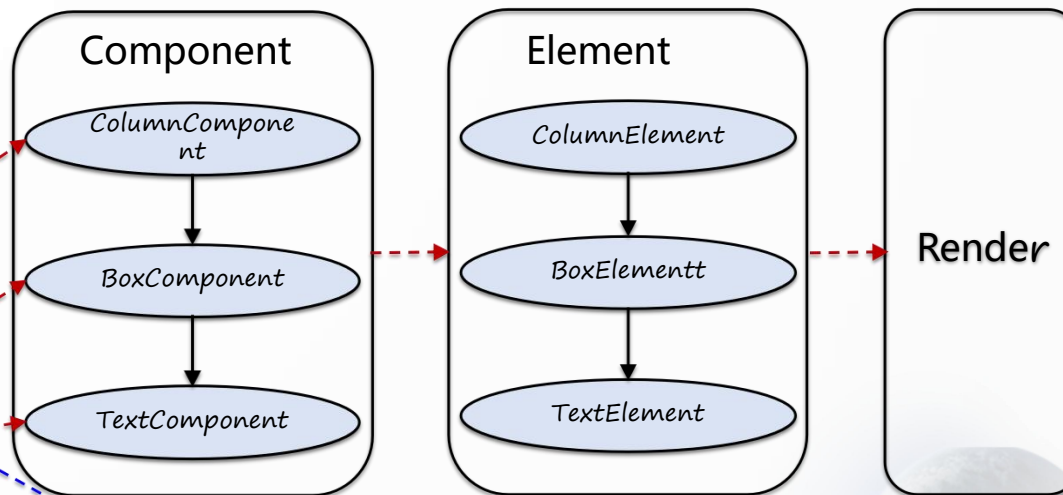 Component
ColumnCompone
nt
BoxComponent
TextComponent
Element
ColumnElement
BoxElementt
TextElement
Render